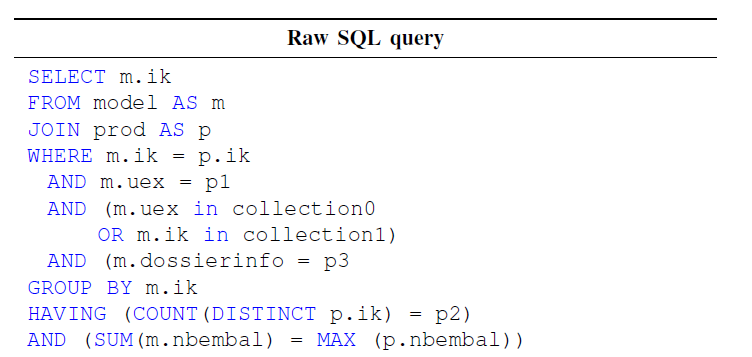 Raw SQL query
SELECT m.ik
FROM model AS m
JOIN prod AS p
WHERE m.ik = p.ik
AND m.uex = p1
AND (m.uex in collection0
OR m.ik in collection1)
AND (m.dossierinfo = p3
GROUP BY m.ik
HAVING (COUNT(DISTINCT p.ik) = p2)
AND (SUM(m.nbembal) = MAX (p.nbembal))